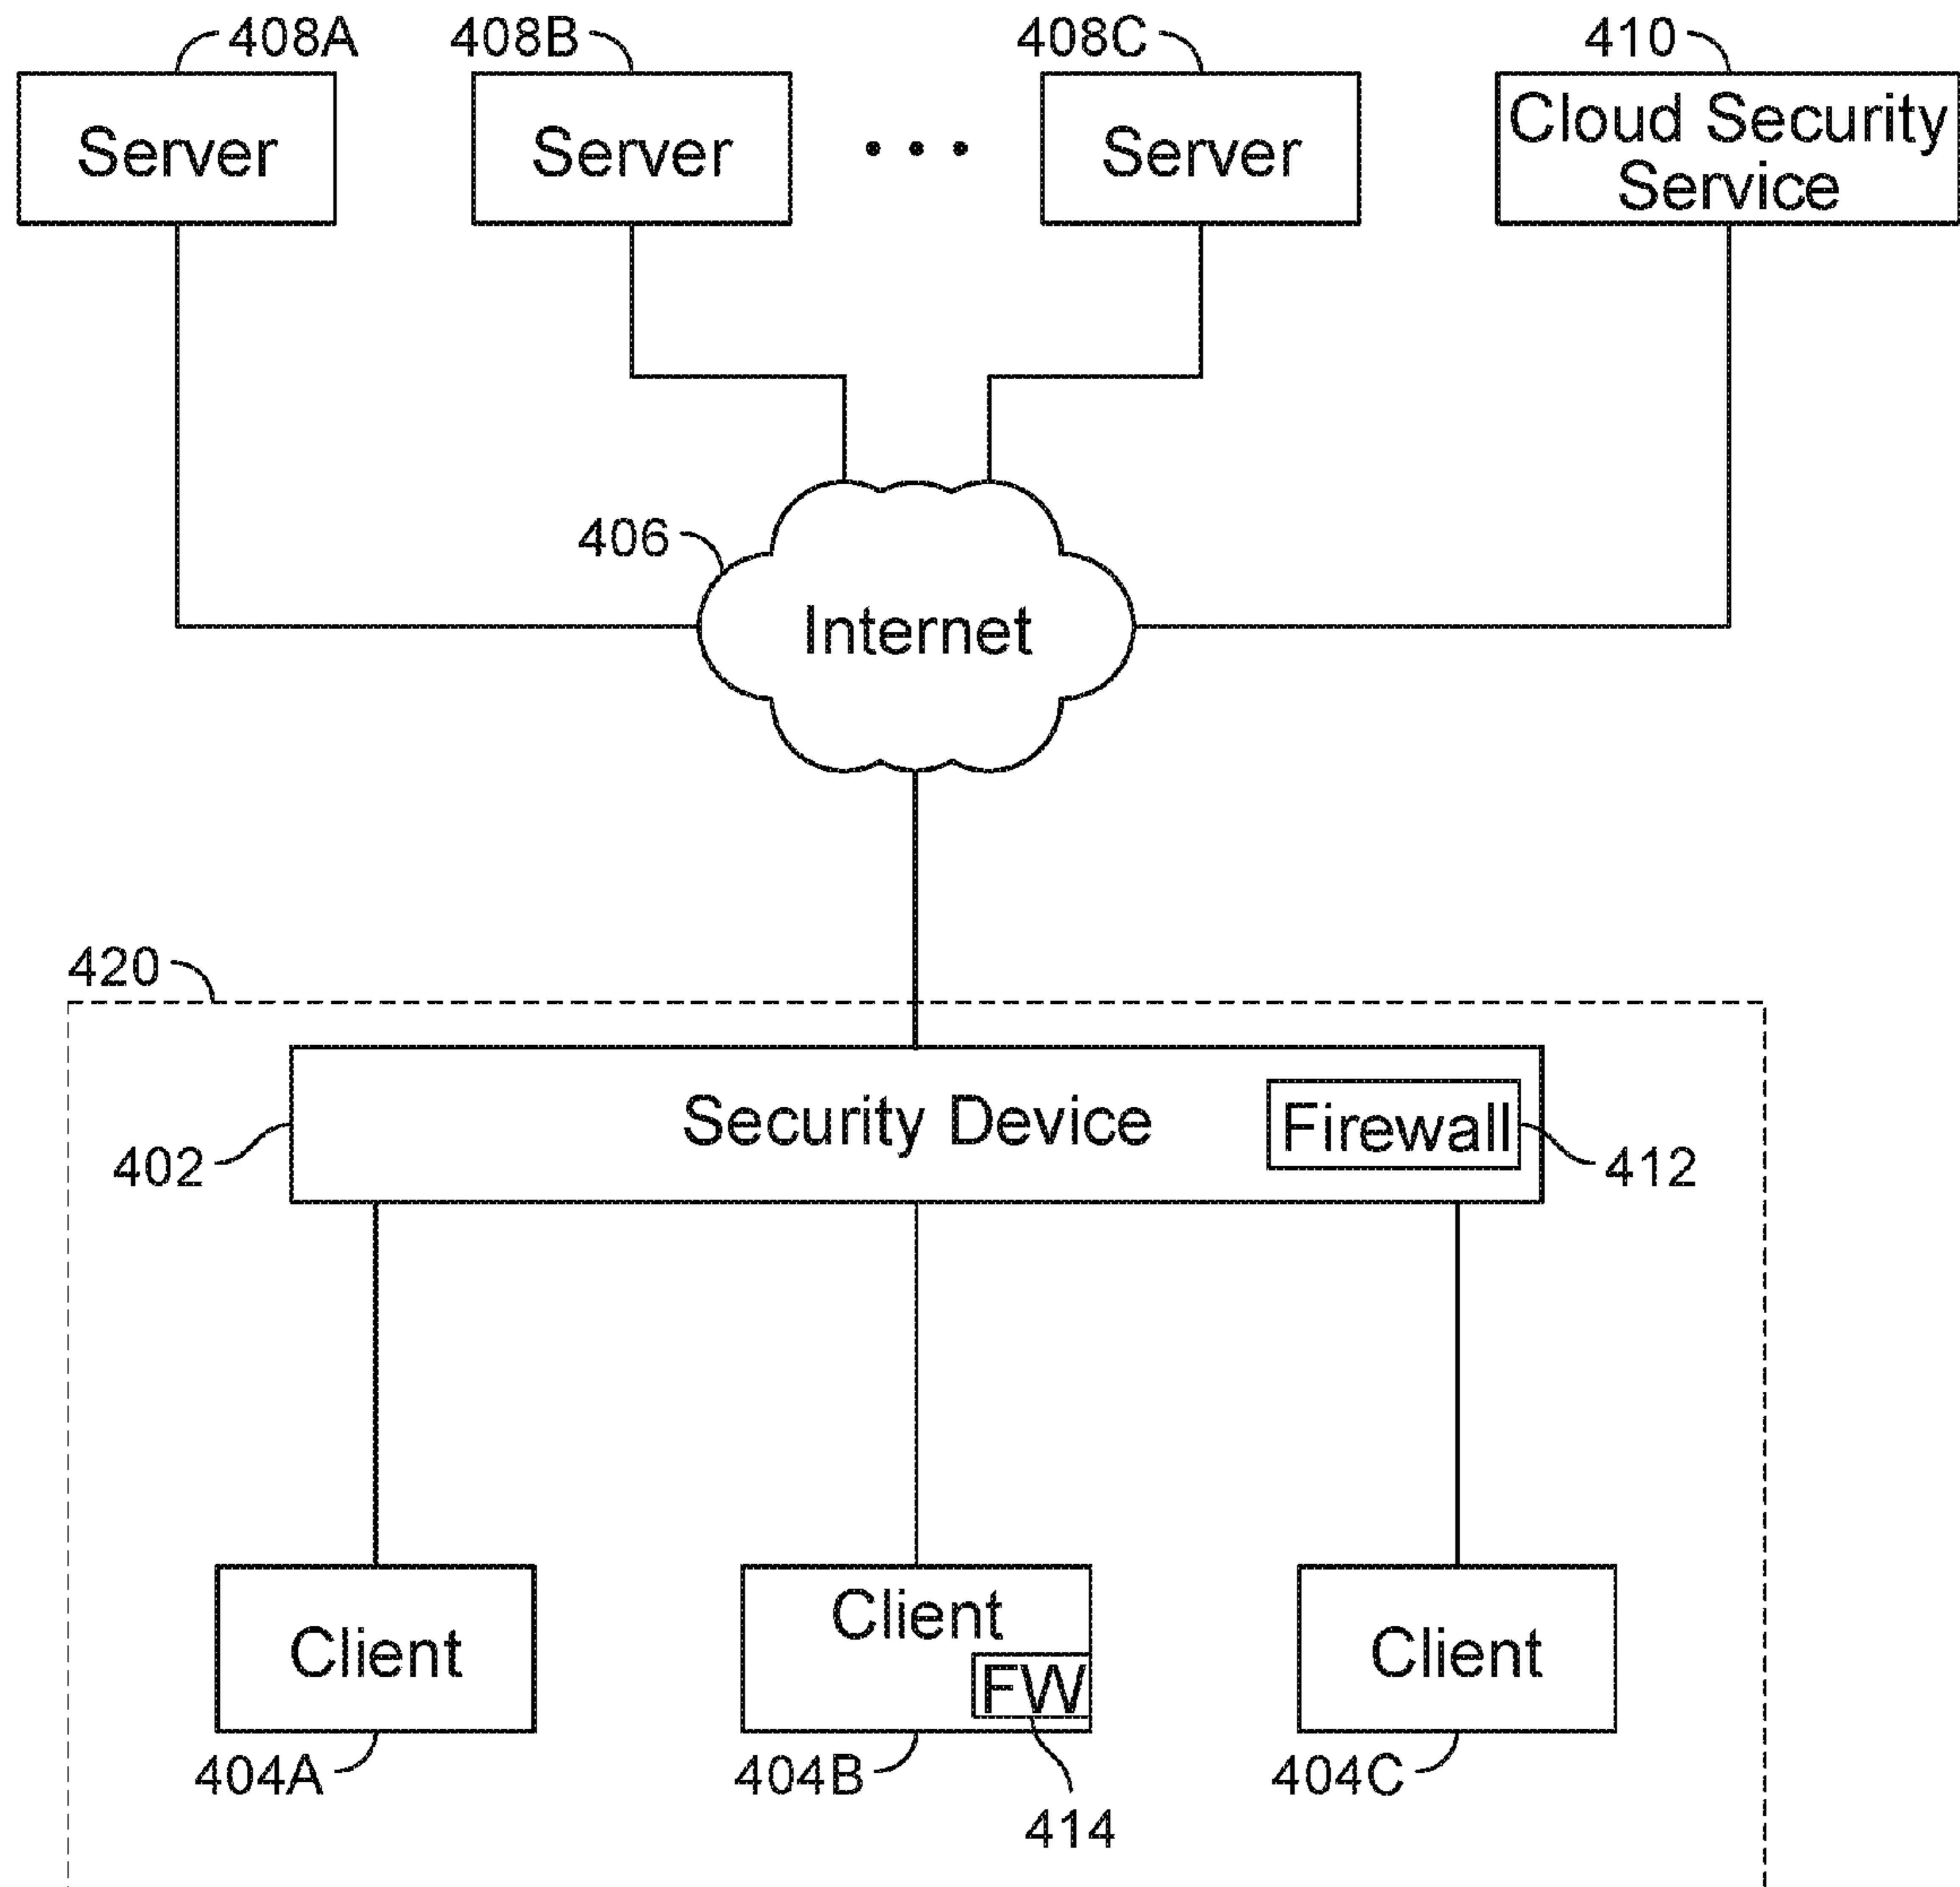 408A
408B
408C
410
Server
Server
• • •
Server
Cloud Security
Service
406
Internet
420
Security Device
Firewall
402
412
Client
Client
FW
Client
404A
404B
404C
414